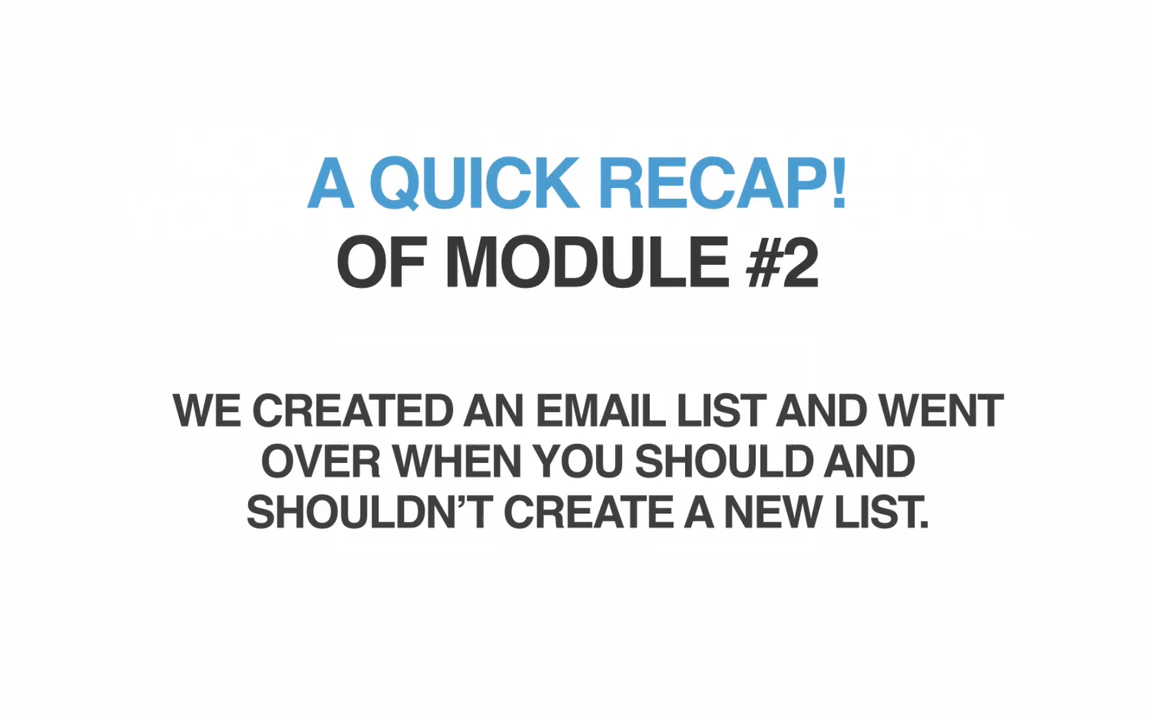 A QUICK RECAP!
OF MODULE #2
WE CREATED AN EMAIL LIST AND WENT
OVER WHEN YOU SHOULD AND
SHOULDN’T CREATE A NEW LIST.